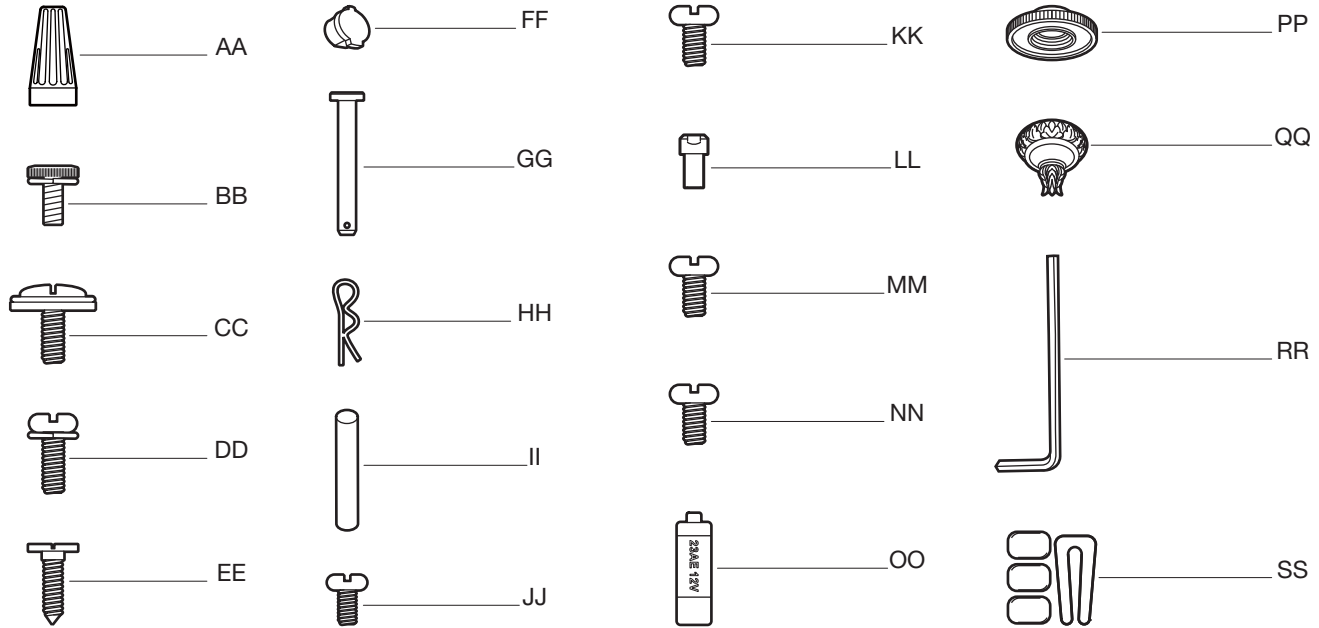 AA
BB
CC
DD
EE
FF
GG
HH
II
JJ
KK
LL
MM
NN
23AE 12V
OO
PP
QQ
RR
SS